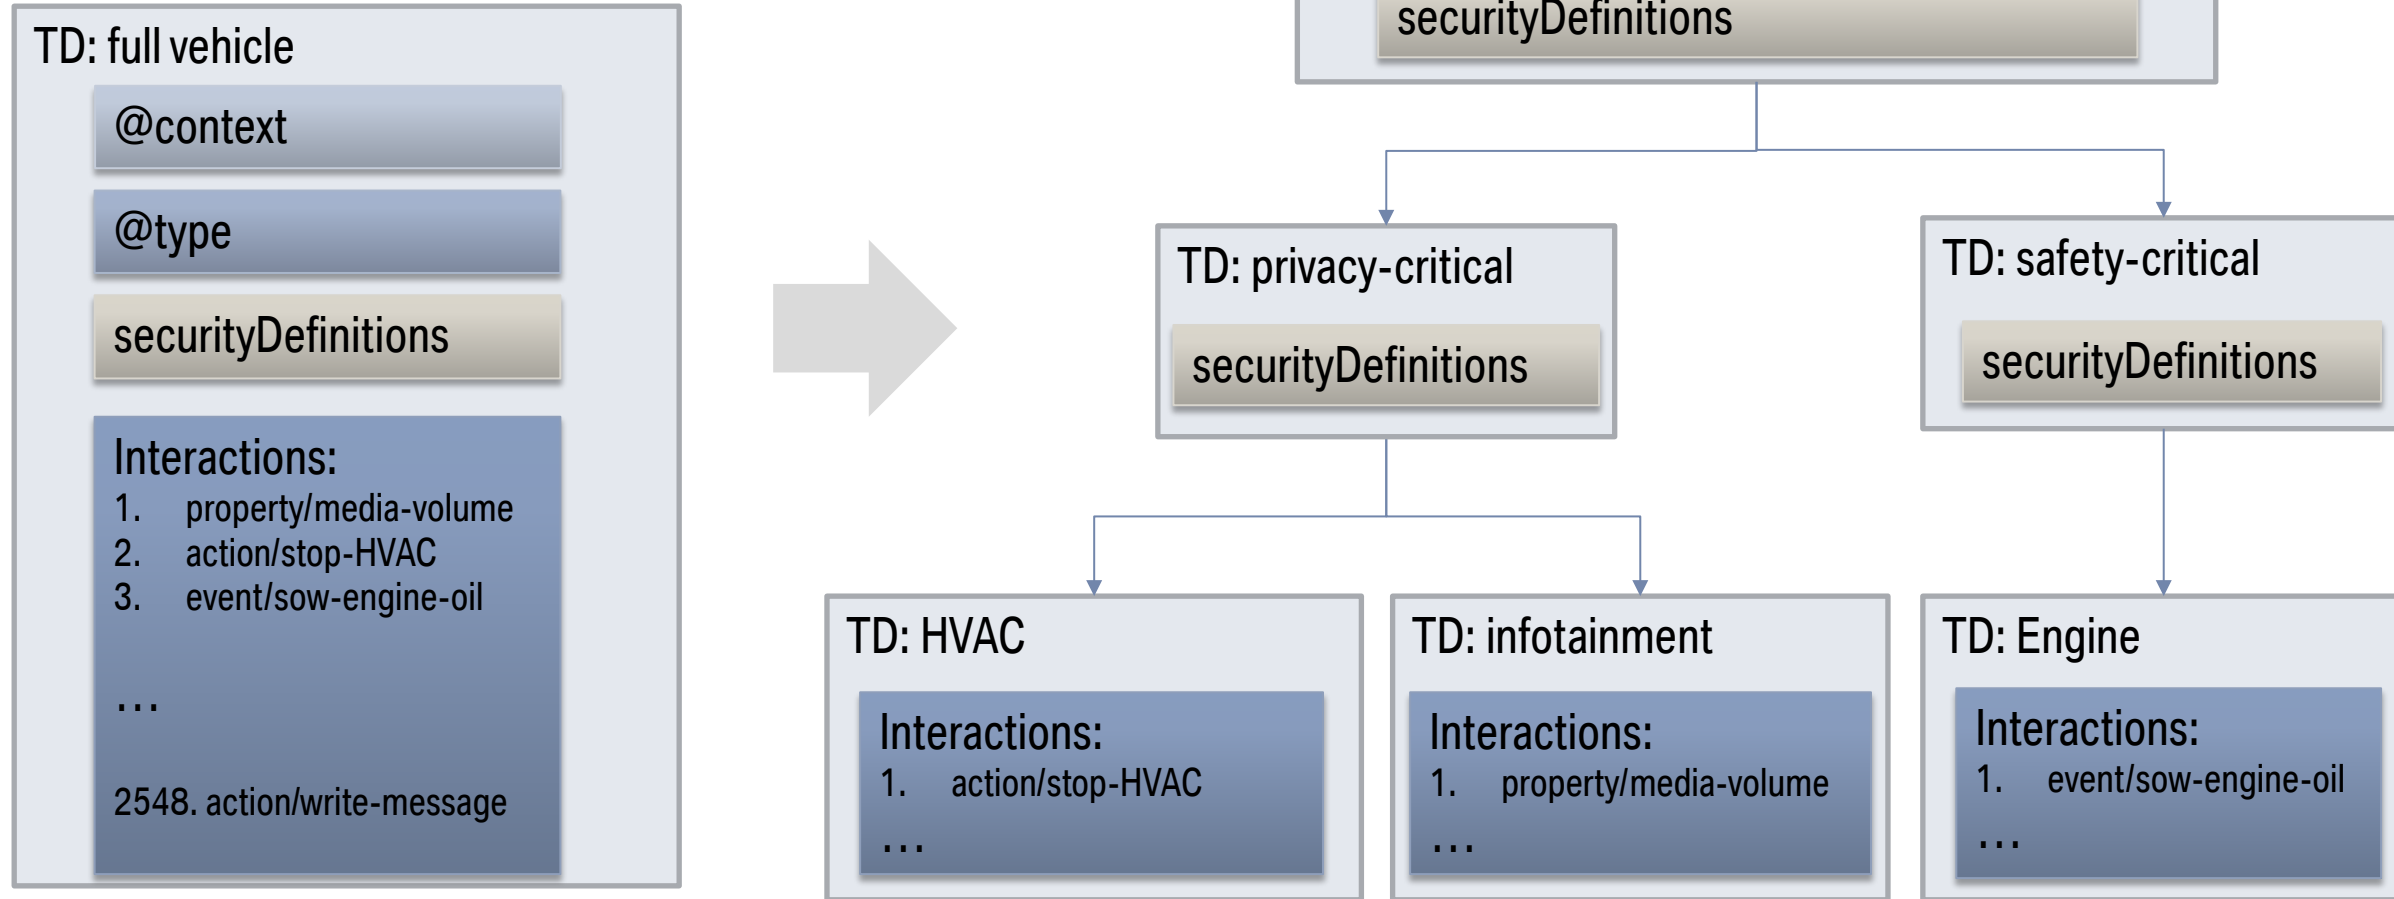 TD: full vehicle
@context
@type
securityDefinitions
Interactions:
1. property/media-volume
2. action/stop-HVAC
3. event/sow-engine-oil
...
2548. action/write-message
securityDefinitions
TD: privacy-critical
securityDefinitions
TD: safety-critical
securityDefinitions
TD: HVAC
Interactions:
1. action/stop-HVAC
...
TD: infotainment
Interactions:
1. property/media-volume
...
TD: Engine
Interactions:
1. event/sow-engine-oil
...